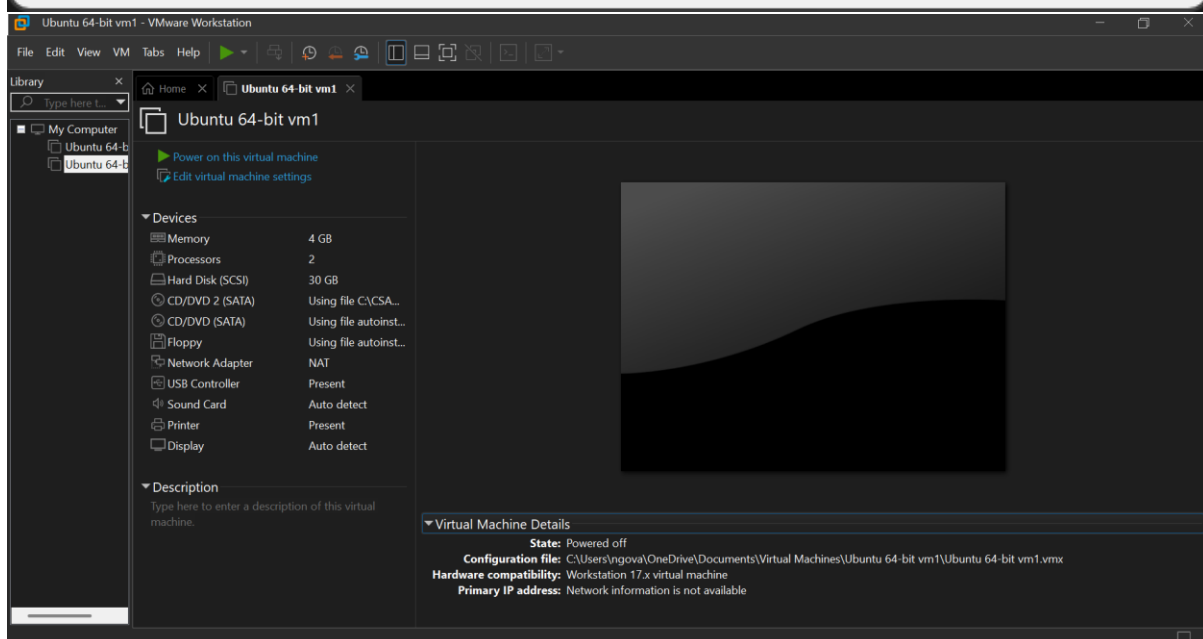 Ubuntu 64-bit vm1 - VMware Workstation
File Edit View VM Tabs Help
Library
Type here t...
My Computer
Ubuntu 64-b
Ubuntu 64-b
Home
Ubuntu 64-bit vm1
Ubuntu 64-bit vm1
Power on this virtual machine
Edit virtual machine settings
Devices
Memory 4 GB
Processors 2
Hard Disk (SCSI) 30 GB
CD/DVD 2 (SATA) Using file C:\CSA...
CD/DVD (SATA) Using file autoinst...
Floppy Using file autoinst...
Network Adapter NAT
USB Controller Present
Sound Card Auto detect
Printer Present
Display Auto detect
Description
Type here to enter a description of this virtual
machine.
Virtual Machine Details
State: Powered off
Configuration file: C:\Users\ngova\OneDrive\Documents\Virtual Machines\Ubuntu 64-bit vm1\Ubuntu 64-bit vm1.vmx
Hardware compatibility: Workstation 17.x virtual machine
Primary IP address: Network information is not available